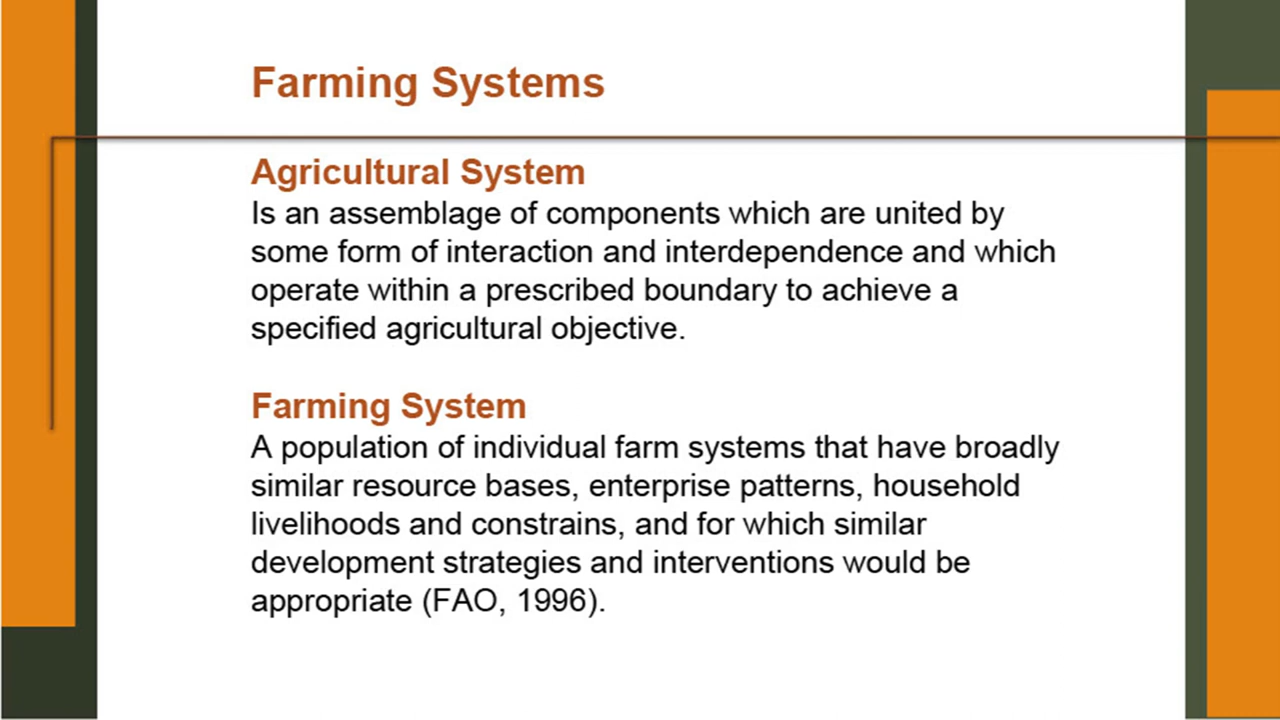 Farming Systems
Agricultural System
Is an assemblage of components which are united by
some form of interaction and interdependence and which
operate within a prescribed boundary to achieve a
specified agricultural objective.
Farming System
A population of individual farm systems that have broadly
similar resource bases, enterprise patterns, household
livelihoods and constrains, and for which similar
development strategies and interventions would be
appropriate (FAO, 1996).